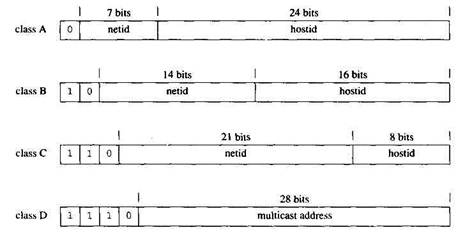 7 bits 24 bits
class A 0 netid hostid
14 bits 16 bits
class B 1 0 netid hostid
21 bits 8 bits
class C 1 1 0 netid hostid
28 bits
class D 1 1 1 0 multicast address